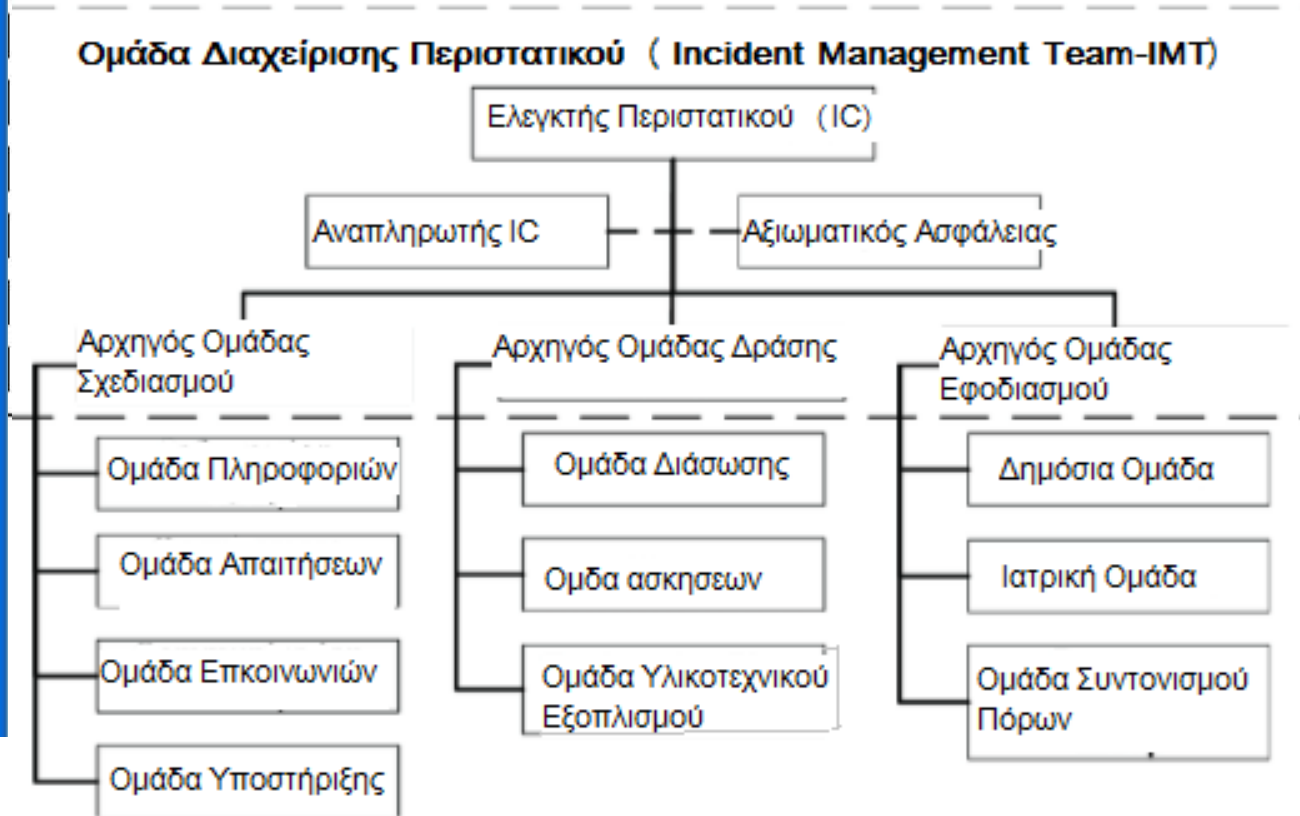 Ομάδα Διαχείρισης Περιστατικού ( Incident Management Team-IMT)
Ελεγκτής Περιστατικού (IC)
Αναπληρωτής IC
Αξιωματικός Ασφάλειας
Αρχηγός Ομάδας
Σχεδιασμού
Αρχηγός Ομάδας Δράσης
Αρχηγός Ομάδας
Εφοδιασμού
Ομάδα Πληροφοριών
Ομάδα Απαιτήσεων
Ομάδα Επκοινωνιών
Ομάδα Υποστήριξης
Ομάδα Διάσωσης
Ομδα ασκησεων
Ομάδα Υλικοτεχνικού
Εξοπλισμού
Δημόσια Ομάδα
Ιατρική Ομάδα
Ομάδα Συντονισμού
Πόρων